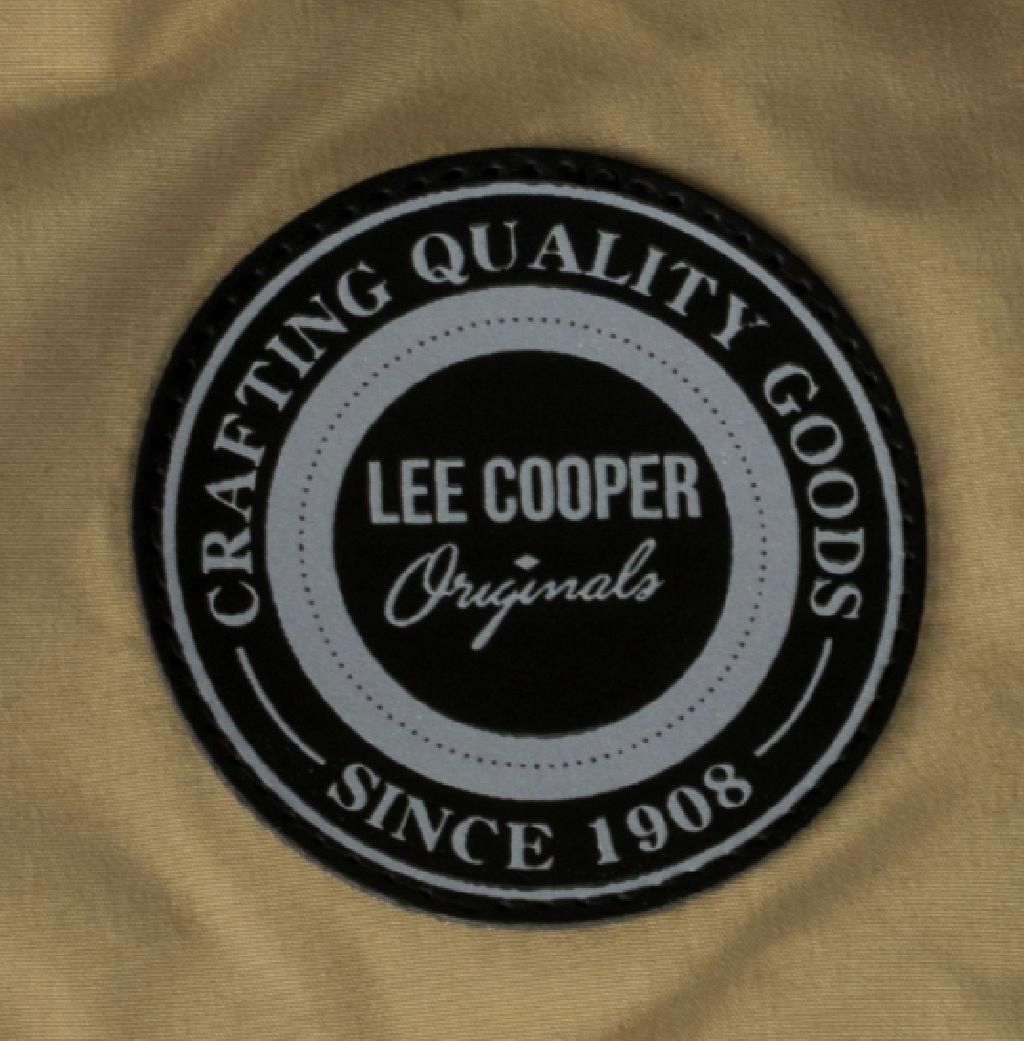 CRAFTING QUALITY GOODS
LEE COOPER
Originals
SINCE 1908